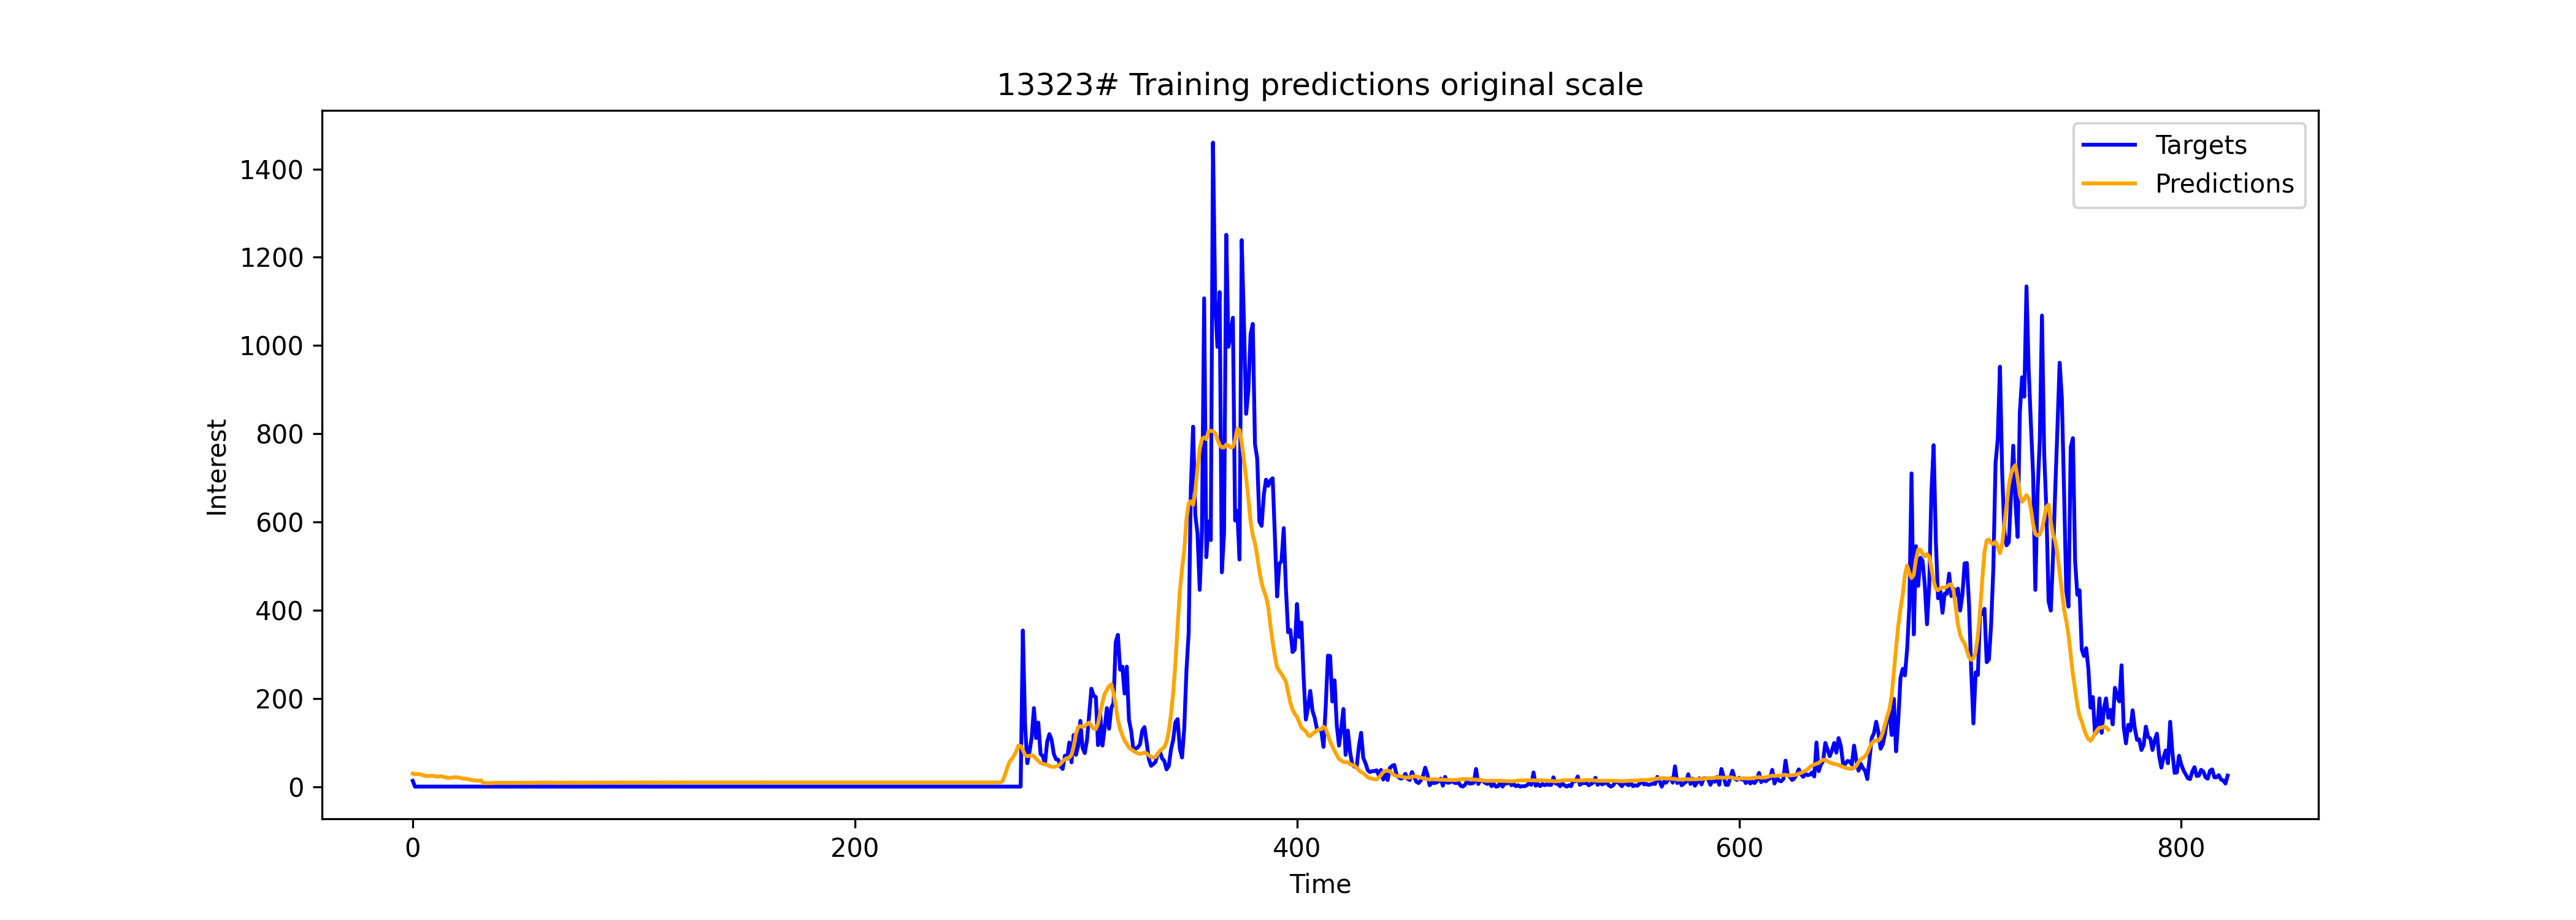 13323# Training predictions original scale
Targets
Predictions
1400
1200
1000
800
600
400
200
0
Interest
0 200 400 600 800
Time